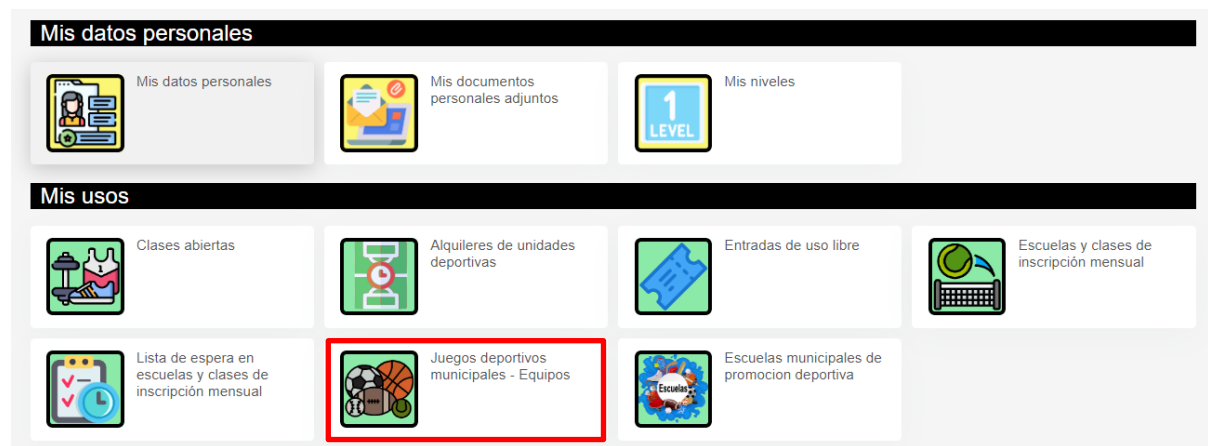 Mis datos personales
Mis datos personales
Mis documentos
personales adjuntos
1
LEVEL
Mis niveles
Mis usos
1
Clases abiertas
Alquileres de unidades
deportivas
Entradas de uso libre
Escuelas y clases de
inscripción mensual
Lista de espera en
escuelas y clases de
inscripción mensual
Juegos deportivos
municipales - Equipos
Escuelas
Escuelas municipales de
promocion deportiva